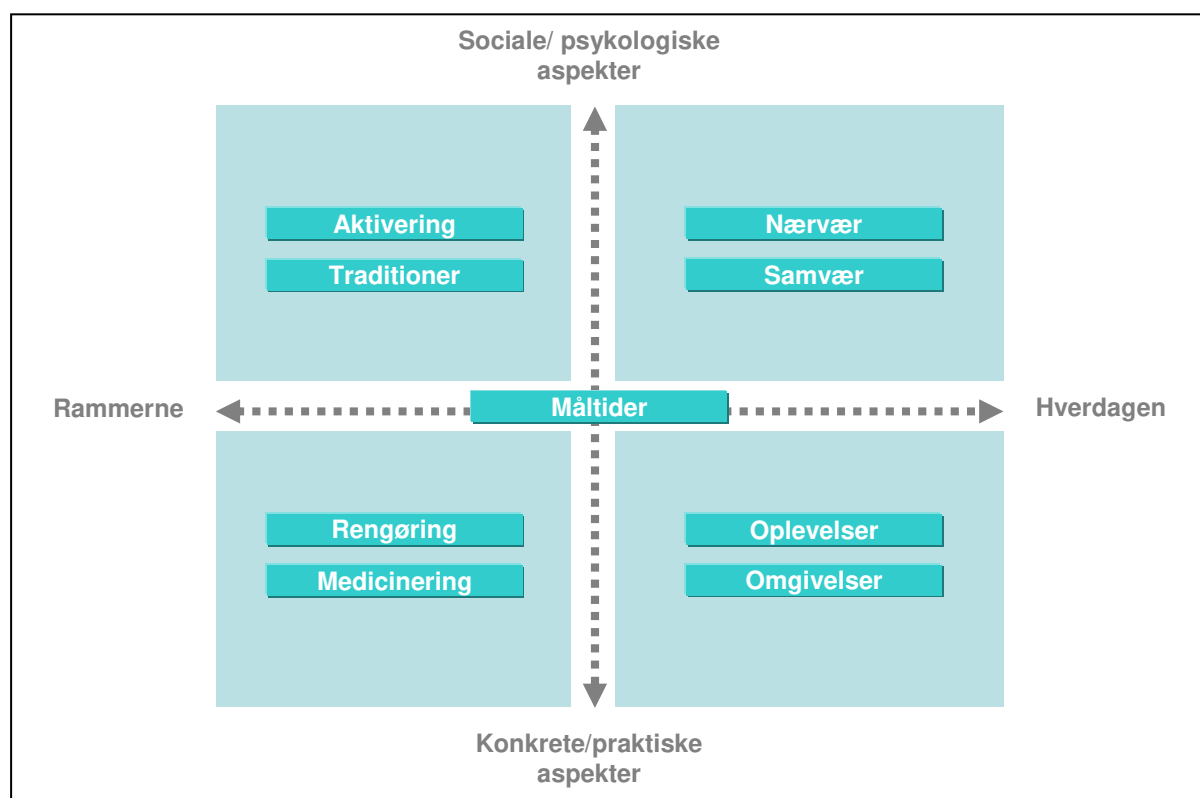 Sociale/ psykologiske
aspekter
Aktivering
Nærvær
Traditioner
Samvær
Rammerne
Måltider
Hverdagen
Rengøring
Oplevelser
Medicinering
Omgivelser
Konkrete/praktiske
aspekter